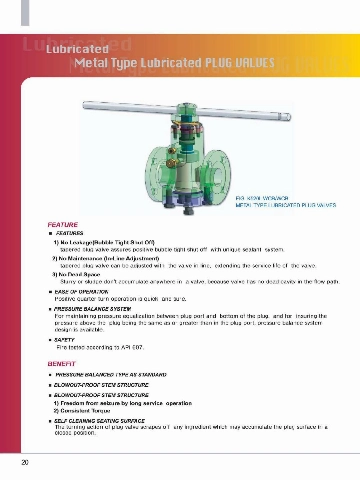 Lubricated
Metal Type Lubricated PLUG VALVES
METAL TYPE LUBRICATED PLUG VALVES
FEATURE
■ FEATURES
1) No Leakage(Bubble Tight Shut Off)
tapered plug valve assures positive bubble tight shut off with unique sealant system.
2) No Maintenance (In-Line Adjustment)
tapered plug valve can be adjusted with the valve in line, extending the service life of the valve.
3) No Dead Space
Slurry or sludge don't accumulate anywhere in a valve, because valve has no dead cavity in the flow path.
■ EASE OF OPERATION
Positive quarter turn operation is quick and sure.
■ PRESSURE BALANCE SYSTEM
For maintaining pressure equalization between plug port and bottom of the plug, and for insuring the
pressure above the plug being the same as or greater than in the plug port, pressure balance system
design is available.
■ SAFETY
Fire tested according to API 607.
BENEFIT
■ PRESSURE BALANCED TYPE AS STANDARD
■ BLOWOUT-PROOF STEM STRUCTURE
■ BLOWOUT-PROOF STEM STRUCTURE
1) Freedom from seizure by long service operation
2) Consistent Torque
■ SELF CLEANING SEATING SURFACE
The turning action of plug valve scrapes off any ingredient which may accumulate the plug surface in a
closed position.
20